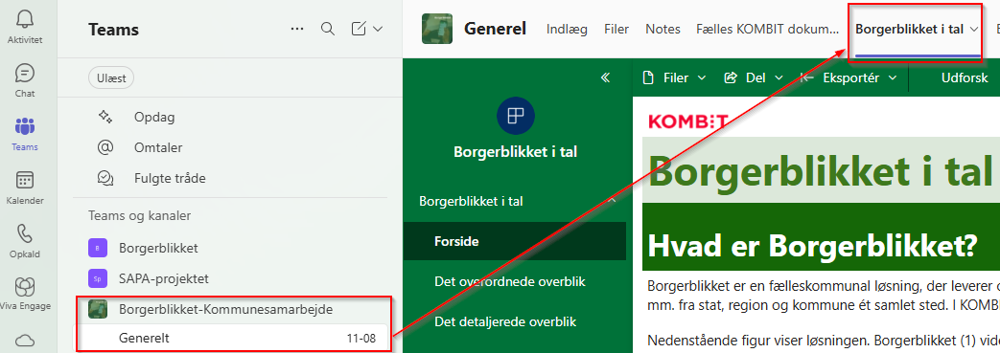 Aktivitet
Chat
Teams
Kalender
Opkald
Viva Engage
Teams
Ulæst
Opdag
Omtaler
Fulgte tråde
Teams og kanaler
B Borgerblikket
Sp SAPA-projektet
Borgerblikket-Kommunesamarbejde
Generelt 11-08
Generel Indlæg Filer Notes Fælles KOMBIT dokum... Borgerblikket i tal
Borgerblikket i tal
Borgerblikket i tal
Forside
Det overordnede overblik
Det detaljerede overblik
Filer Del Eksportér Udforsk
KOMBIT
Borgerblikket i tal
Hvad er Borgerblikket?
Borgerblikket er en fælleskommunal løsning, der leverer
mm. fra stat, region og kommune ét samlet sted. I KOMB
Nedenstående figur viser løsningen. Borgerblikket (1) vid